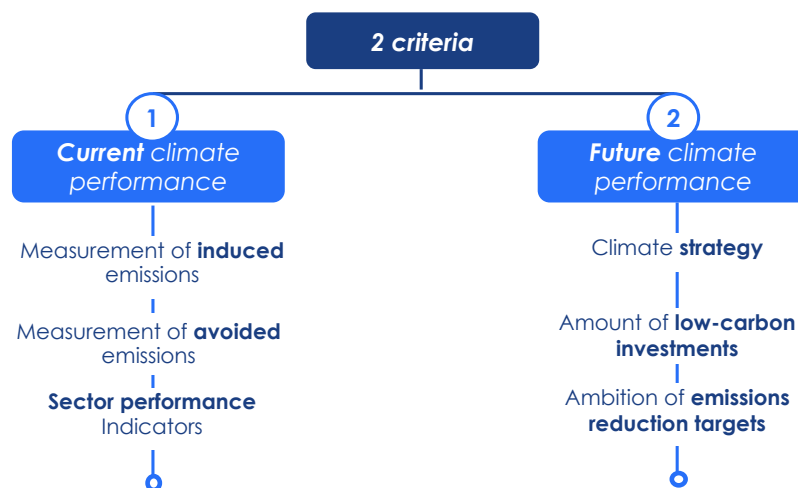 2 criteria
1
Current climate
performance
Measurement of induced
emissions
Measurement of avoided
emissions
Sector performance
Indicators
2
Future climate
performance
Climate strategy
Amount of low-carbon
investments
Ambition of emissions
reduction targets